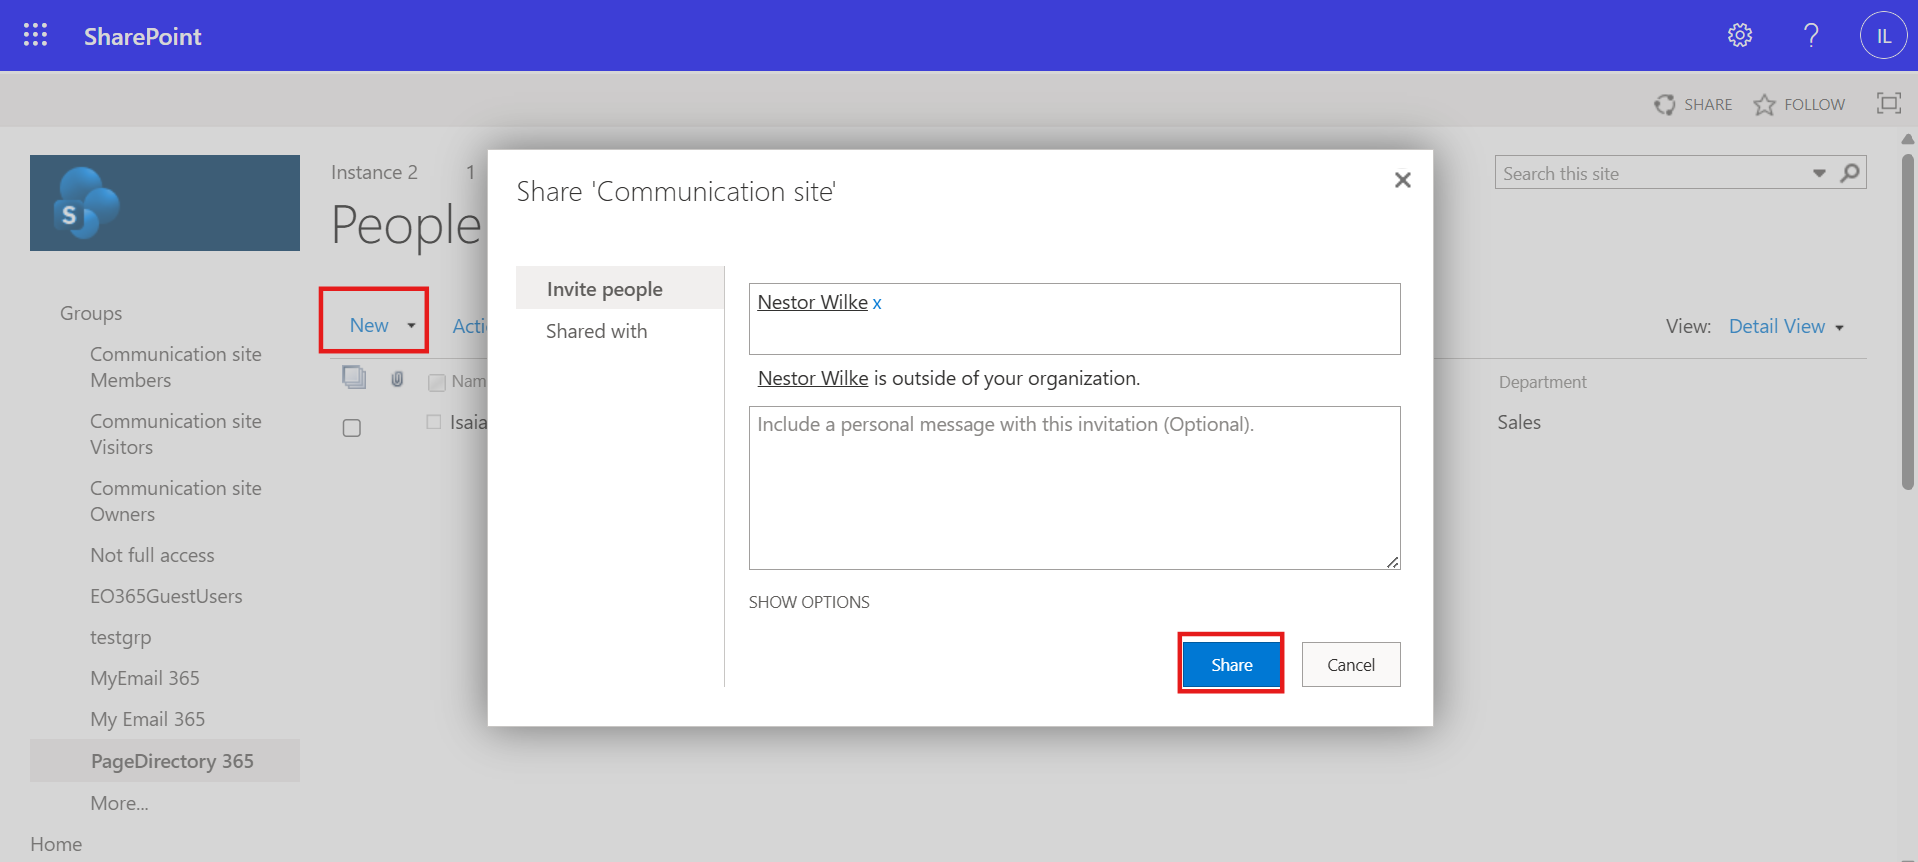 SharePoint
?
IL
SHARE
FOLLOW
S
Instance 2
1
People
Search this site
Groups
Communication site
Members
Communication site
Visitors
Communication site
Owners
Not full access
EO365GuestUsers
testgrp
MyEmail 365
My Email 365
PageDirectory 365
More...
Home
New
Acti
View: Detail View
Nam
Department
Isaia
Sales
Share 'Communication site'
Invite people
Shared with
Nestor Wilke x
Nestor Wilke is outside of your organization.
Include a personal message with this invitation (Optional).
SHOW OPTIONS
Share
Cancel